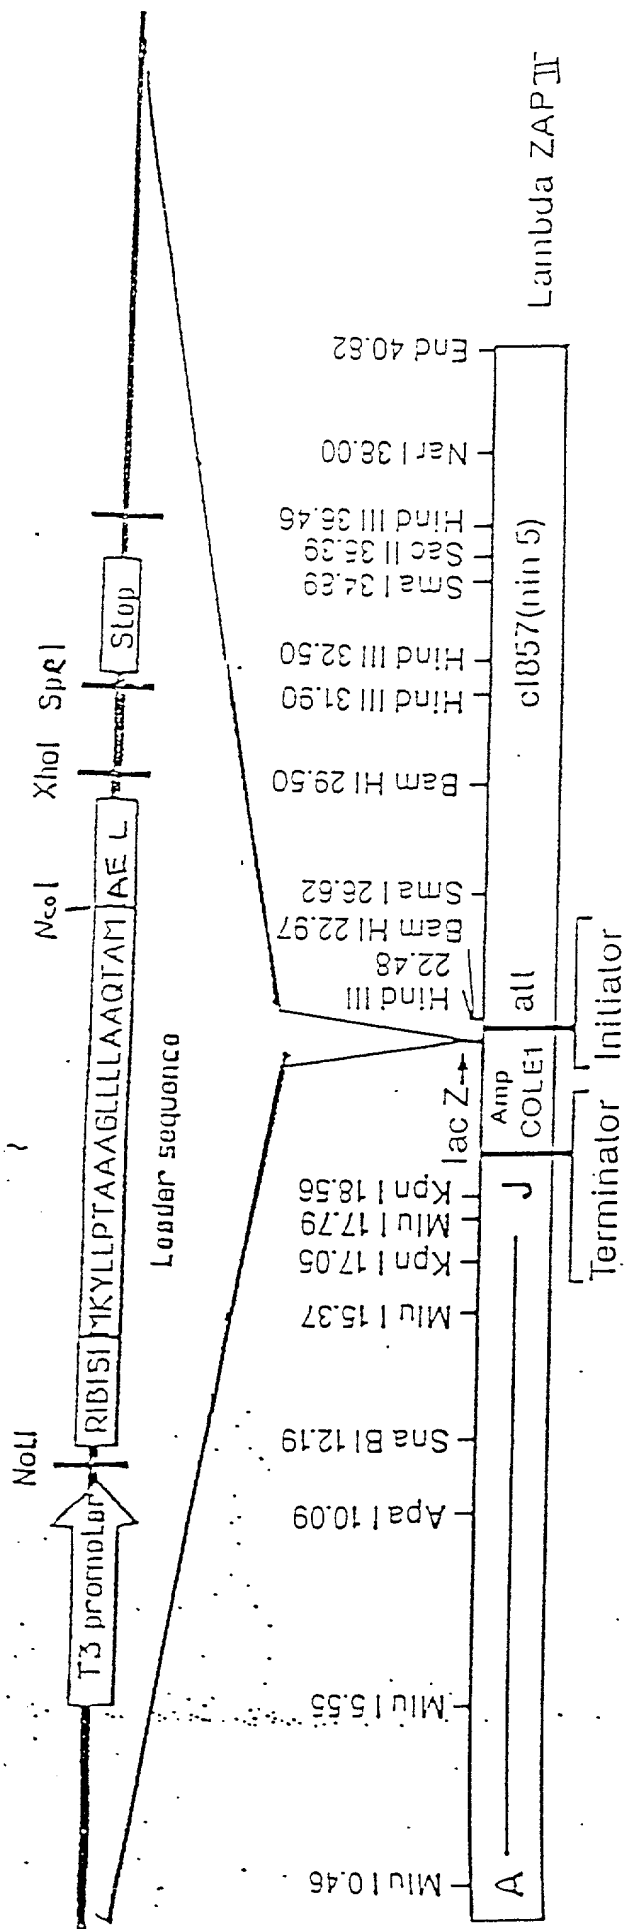 NotI XhoI SpeI
NcoI
T3 promotor RIBISI MKYLLPTAAAGLLLLAAQTAM AE L Stop
Leader sequence
Mlu I 0.46
Mlu I 5.55
Apa I 10.09
Sna BI 12.19
Mlu I 15.37
Kpn I 17.05
Mlu I 17.79
Kpn I 18.56
lac Z→
Hind III
22.48
Bam HI 22.97
Sma I 26.62
Bam HI 29.50
Hind III 31.90
Hind III 32.50
Sma I 34.89
Sac II 35.39
Hind III 36.46
Nar I 38.00
End 40.82
A J Amp
COLE1 att cI857(nin 5)
Terminator Initiator
Lambda ZAP II